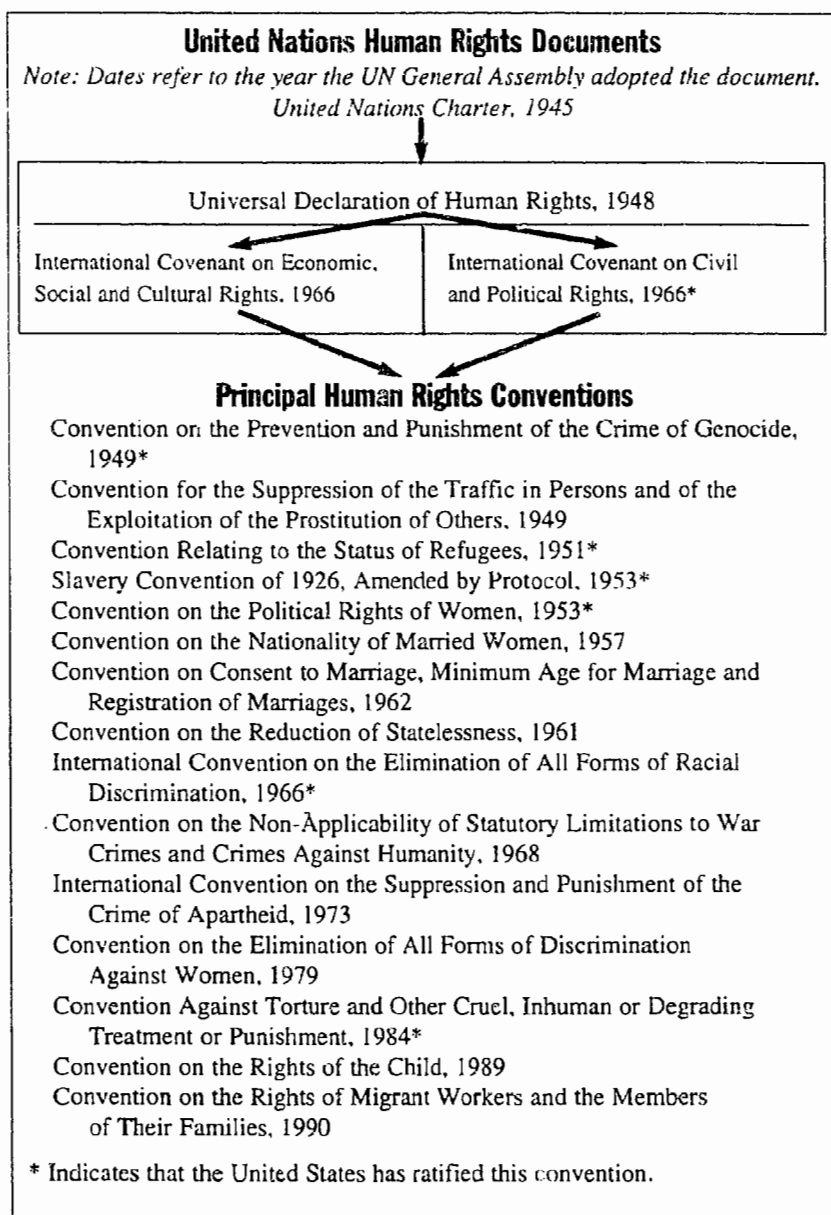 United Nations Human Rights Documents
Note: Dates refer to the year the UN General Assembly adopted the document.
United Nations Charter, 1945
Universal Declaration of Human Rights, 1948
International Covenant on Economic,
Social and Cultural Rights, 1966
International Covenant on Civil
and Political Rights, 1966*
Principal Human Rights Conventions
Convention on the Prevention and Punishment of the Crime of Genocide,
1949*
Convention for the Suppression of the Traffic in Persons and of the
Exploitation of the Prostitution of Others, 1949
Convention Relating to the Status of Refugees, 1951*
Slavery Convention of 1926, Amended by Protocol, 1953*
Convention on the Political Rights of Women, 1953*
Convention on the Nationality of Married Women, 1957
Convention on Consent to Marriage, Minimum Age for Marriage and
Registration of Marriages, 1962
Convention on the Reduction of Statelessness, 1961
International Convention on the Elimination of All Forms of Racial
Discrimination, 1966*
Convention on the Non-Applicability of Statutory Limitations to War
Crimes and Crimes Against Humanity, 1968
International Convention on the Suppression and Punishment of the
Crime of Apartheid, 1973
Convention on the Elimination of All Forms of Discrimination
Against Women, 1979
Convention Against Torture and Other Cruel, Inhuman or Degrading
Treatment or Punishment, 1984*
Convention on the Rights of the Child, 1989
Convention on the Rights of Migrant Workers and the Members
of Their Families, 1990
* Indicates that the United States has ratified this convention.